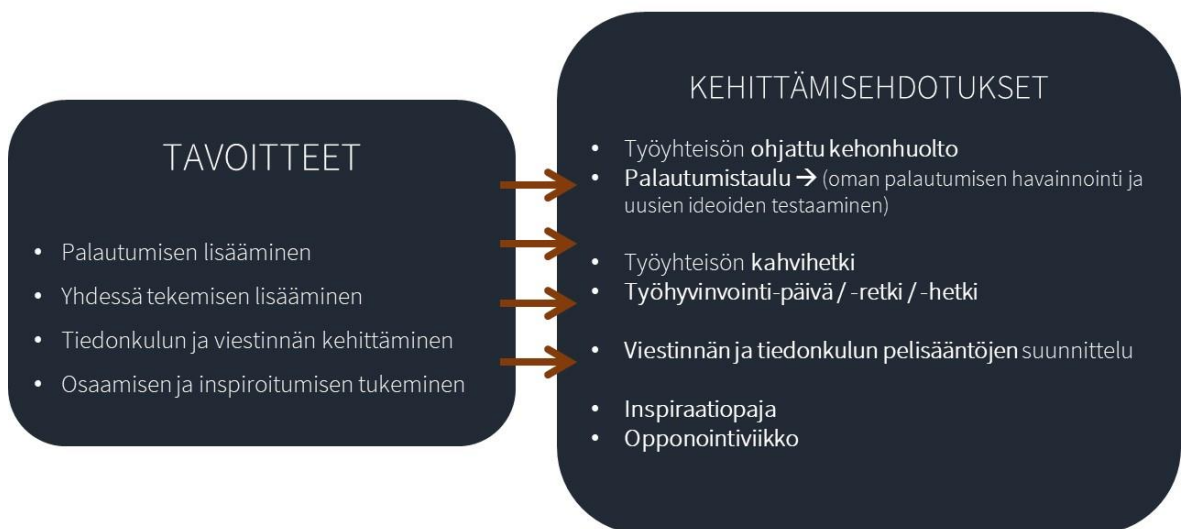 TAVOITTEET
• Palautumisen lisääminen
• Yhdessä tekemisen lisääminen
• Tiedonkulun ja viestinnän kehittäminen
• Osaamisen ja inspiroitumisen tukeminen
KEHITTÄMISEHDOTUKSET
• Työyhteisön ohjattu kehonhuolto
• Palautumistaulu → (oman palautumisen havainnointi ja
uusien ideoiden testaaminen)
• Työyhteisön kahvihetki
• Työhyvinvointi-päivä / -retki / -hetki
• Viestinnän ja tiedonkulun pelisääntöjen suunnittelu
• Inspiraatiopaja
• Opponointiviikko